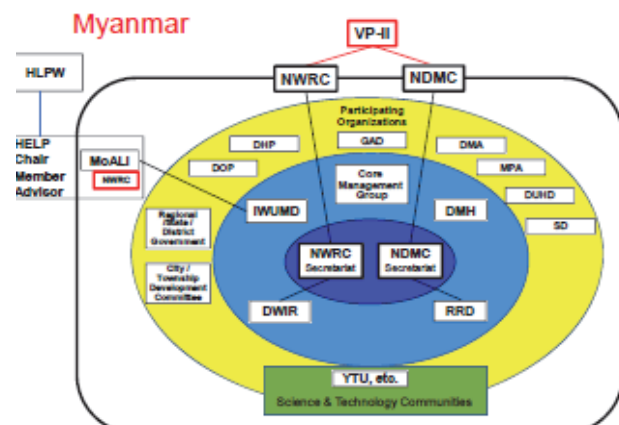 Myanmar
VP-II
HLPW
NWRC
NDMC
Participating
Organizations
HELP
Chair
Member
Advisor
MoALI
NWRC
DHP
GAD
DMA
DOP
MPA
Core
Management
Group
DUHD
SD
Regional
/State /
District
Government
IWUMD
DMH
NWRC
Secretariat
NDMC
Secretariat
City /
Township
Development
Committee
DWIR
RRD
YTU, etc.
Science & Technology Communities